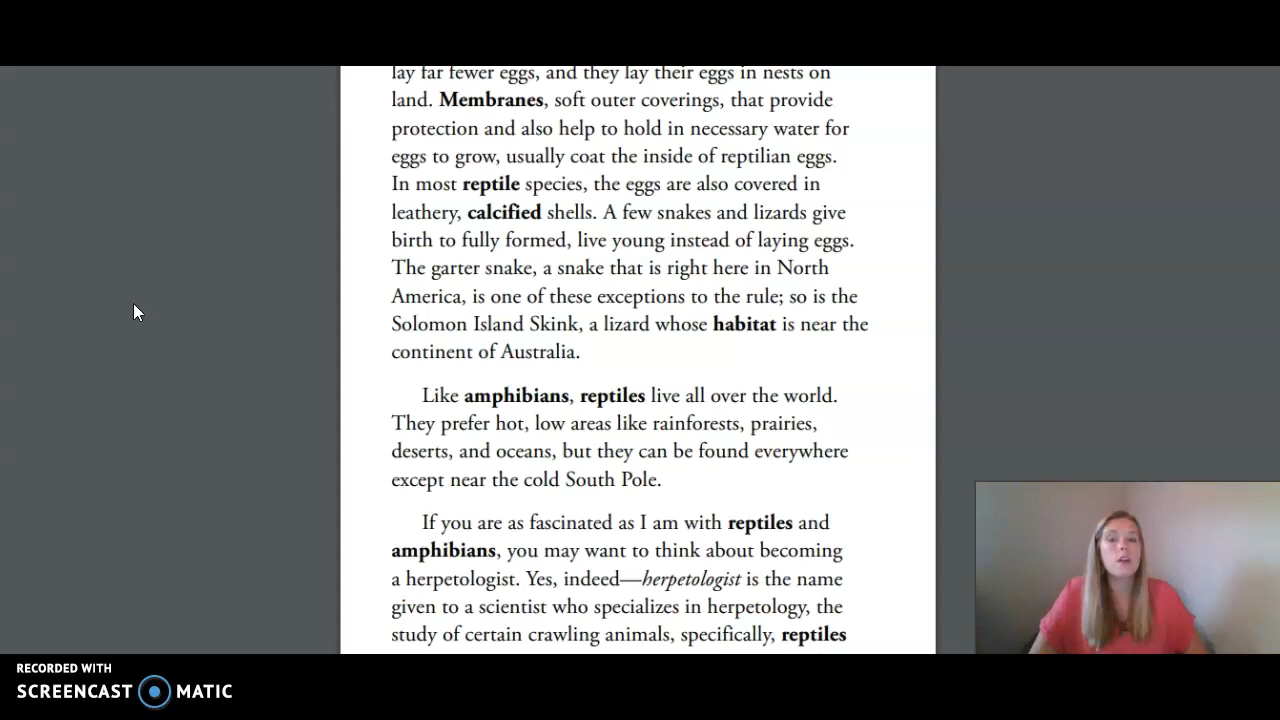 lay far fewer eggs, and they lay their eggs in nests on
land. Membranes, soft outer coverings, that provide
protection and also help to hold in necessary water for
eggs to grow, usually coat the inside of reptilian eggs.
In most reptile species, the eggs are also covered in
leathery, calcified shells. A few snakes and lizards give
birth to fully formed, live young instead of laying eggs.
The garter snake, a snake that is right here in North
America, is one of these exceptions to the rule; so is the
Solomon Island Skink, a lizard whose habitat is near the
continent of Australia.
Like amphibians, reptiles live all over the world.
They prefer hot, low areas like rainforests, prairies,
deserts, and oceans, but they can be found everywhere
except near the cold South Pole.
If you are as fascinated as I am with reptiles and
amphibians, you may want to think about becoming
a herpetologist. Yes, indeed—herpetologist is the name
given to a scientist who specializes in herpetology, the
study of certain crawling animals, specifically, reptiles
RECORDED WITH
SCREENCAST MATIC